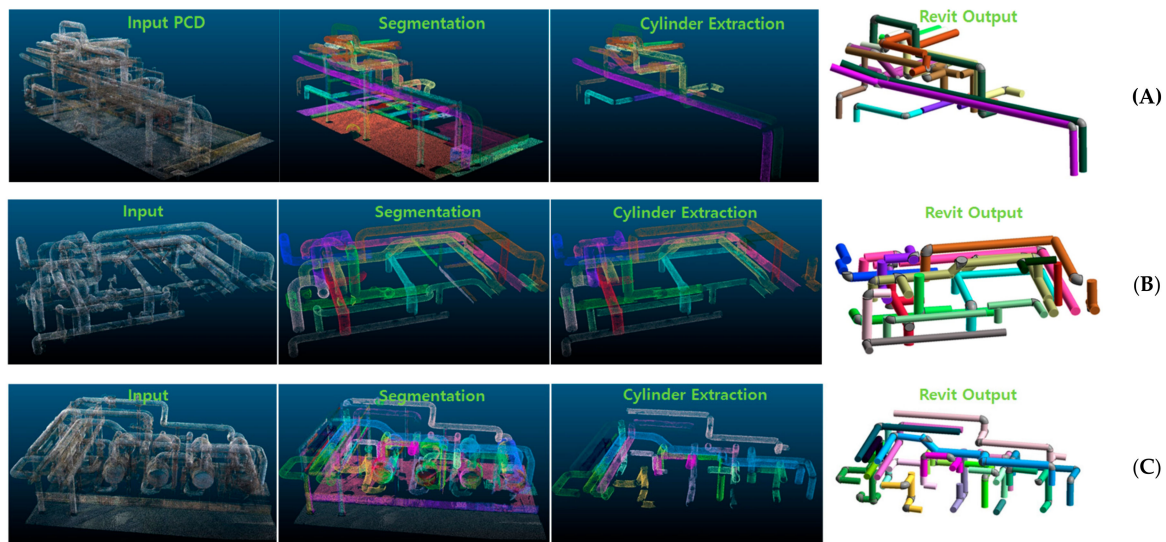 Input PCD
Segmentation
Cylinder Extraction
Revit Output
(A)
Input
Segmentation
Cylinder Extraction
Revit Output
(B)
Input
Segmentation
Cylinder Extraction
Revit Output
(C)